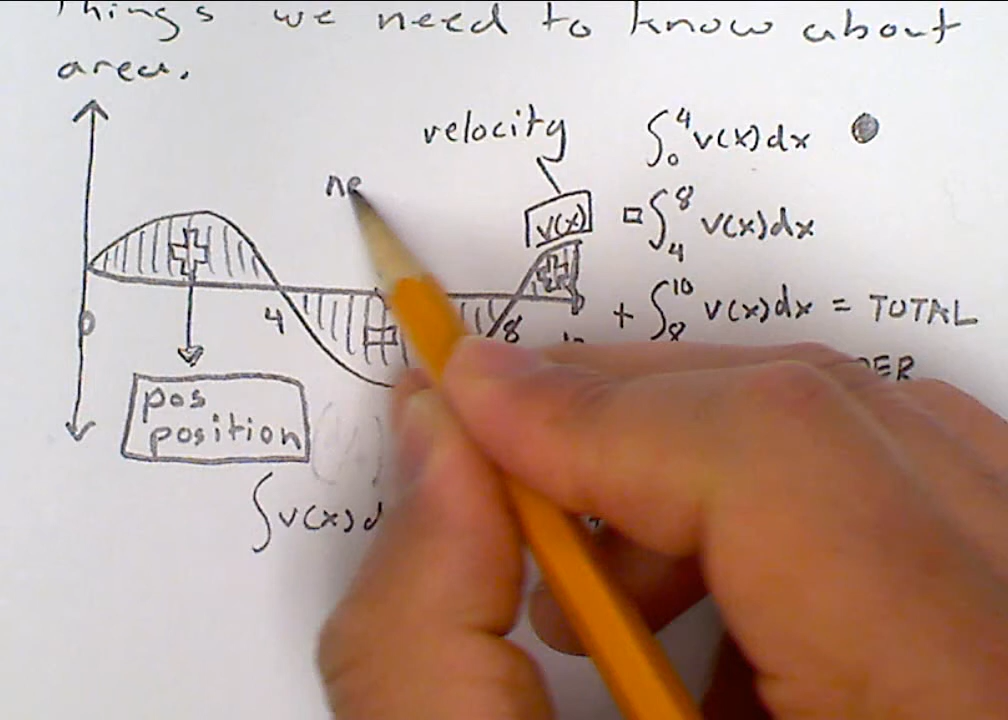 Things we need to know about
area.
velocity
∫₀⁴ v(x)dx
ne
v(x)
- ∫₄⁸ v(x)dx
+ ∫₈¹⁰ v(x)dx = TOTAL
0
4
8
pos
position
∫v(x)d